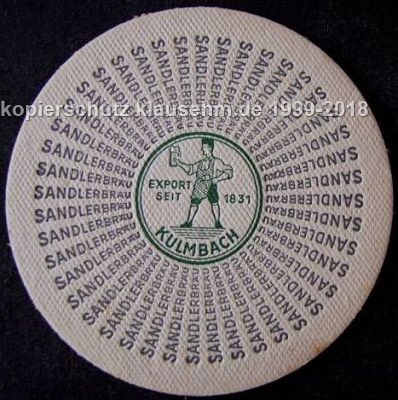 kopierschutz klausehm.de 1999-2018
SANDLERBRÄU
EXPORT
SEIT 1831
KULMBACH